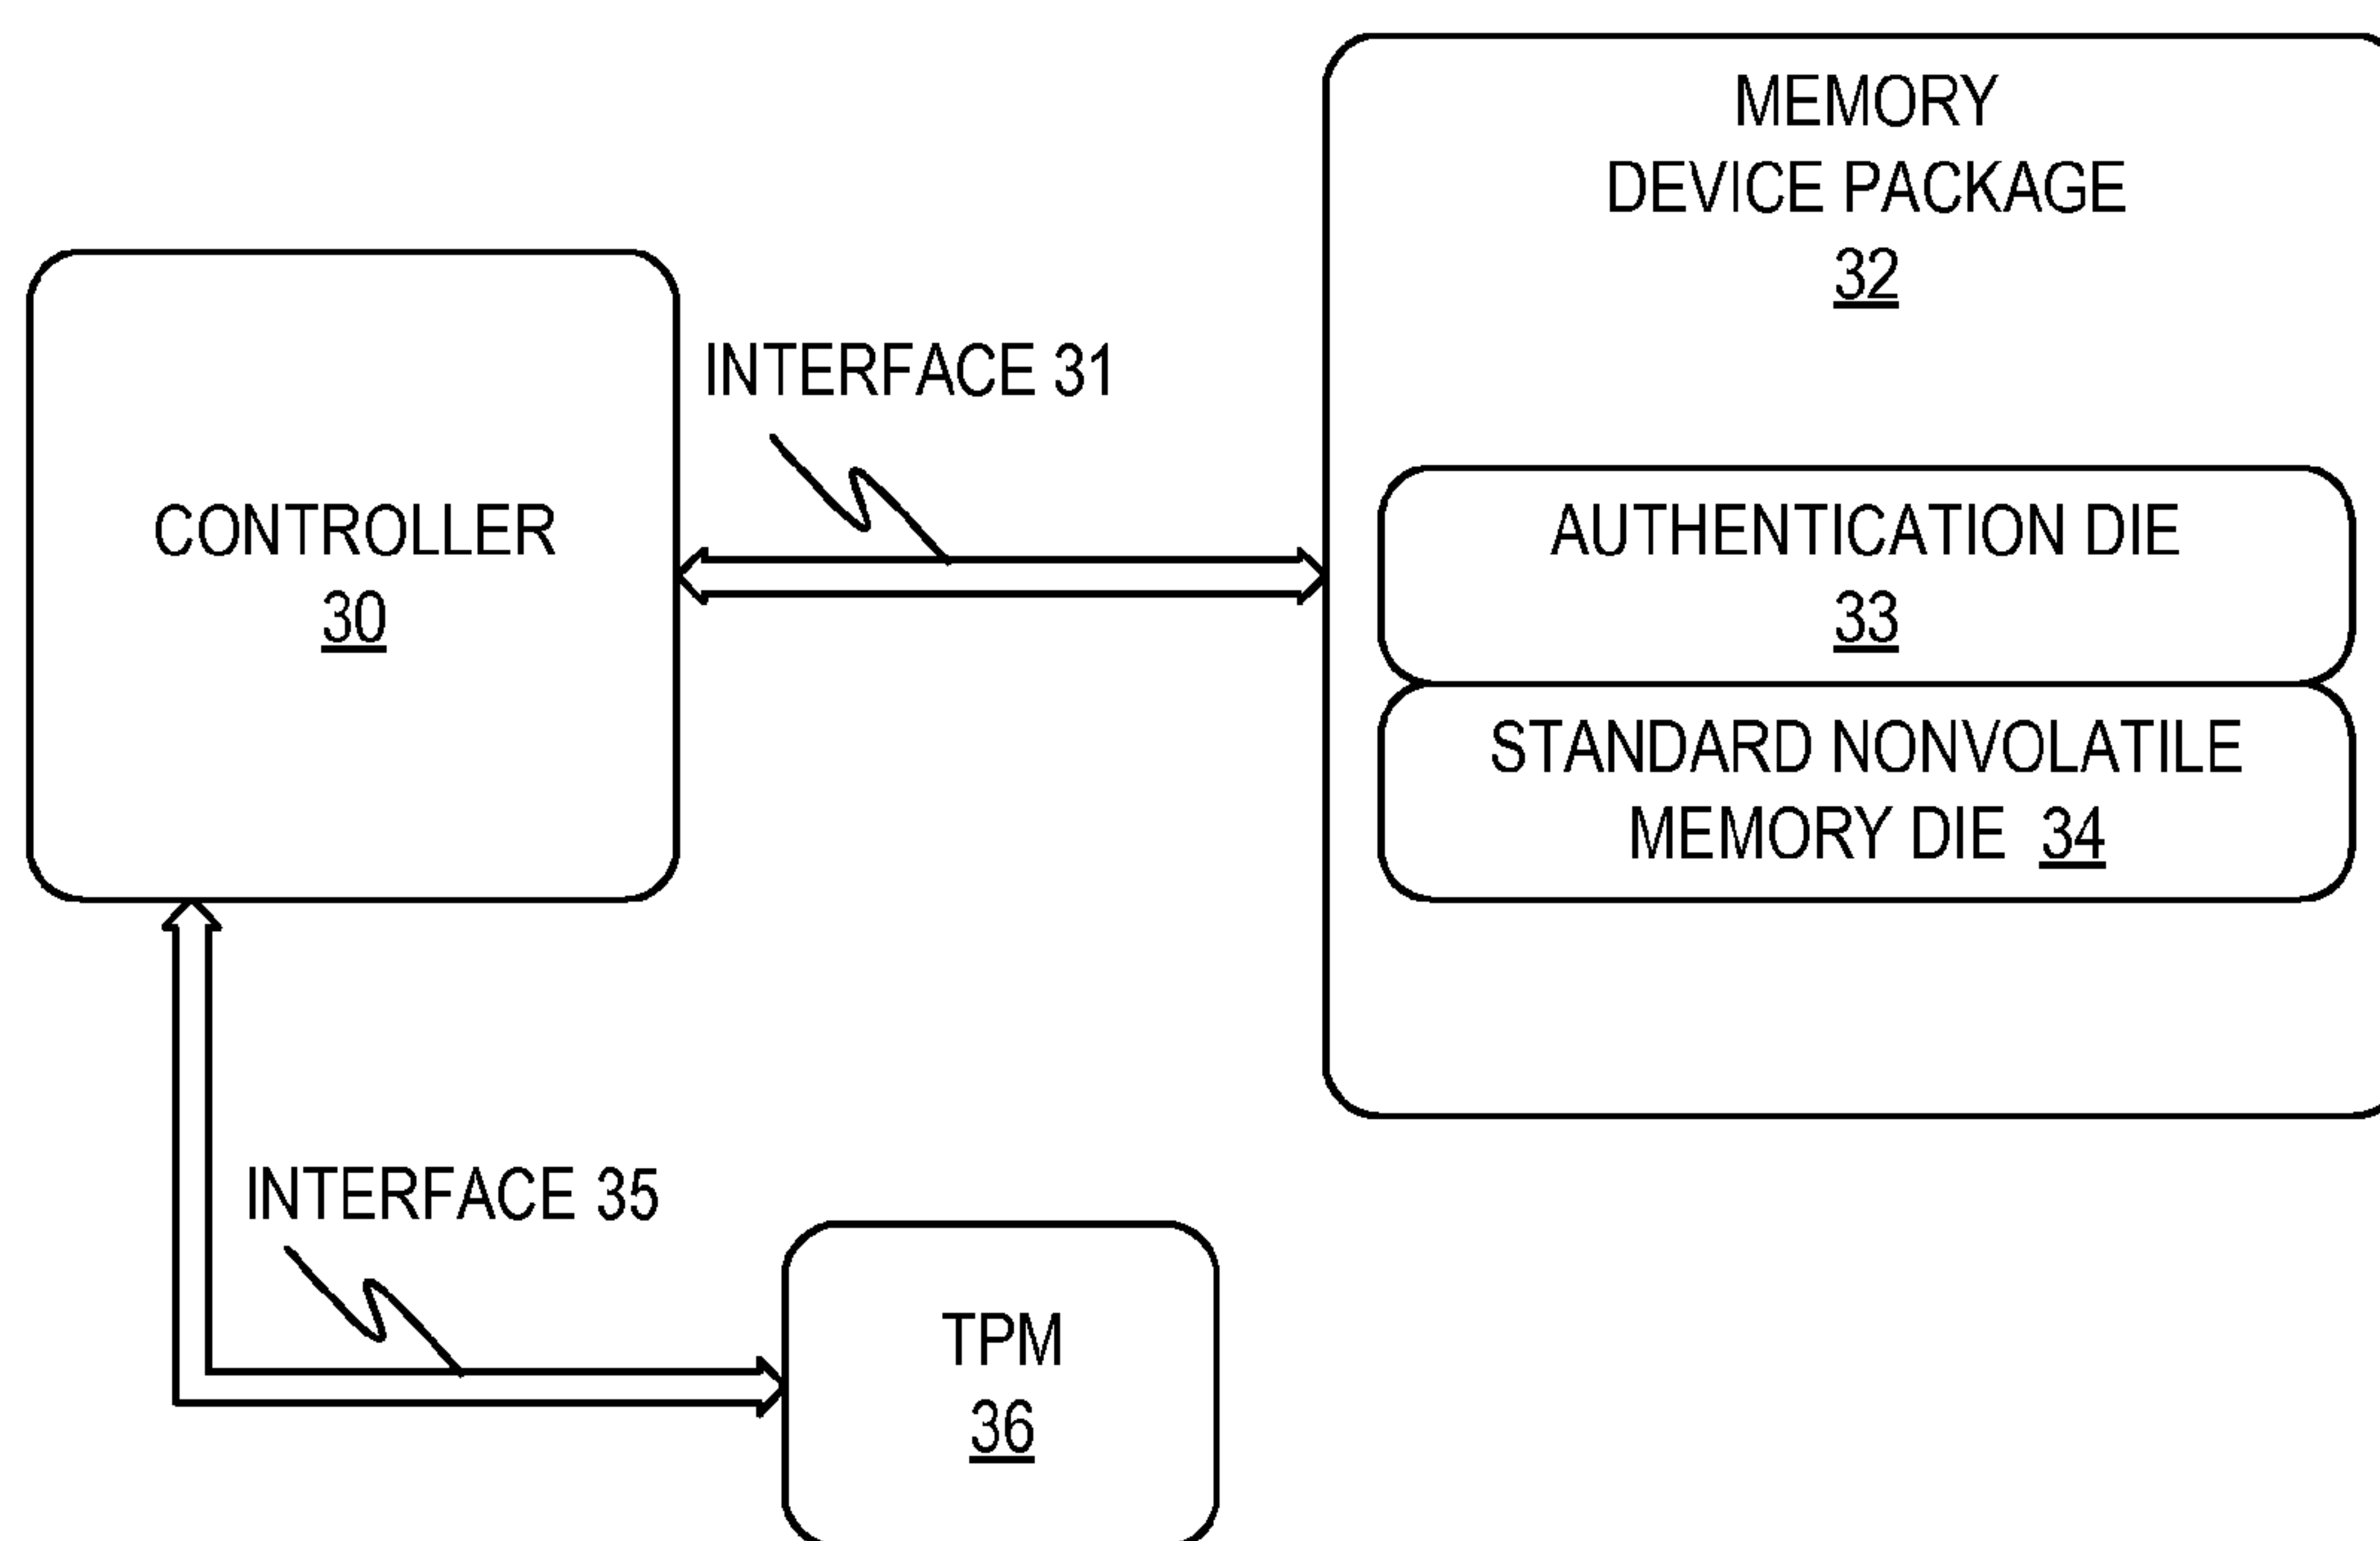 MEMORY
DEVICE PACKAGE
32
INTERFACE 31
CONTROLLER
30
AUTHENTICATION DIE
33
STANDARD NONVOLATILE
MEMORY DIE 34
INTERFACE 35
TPM
36